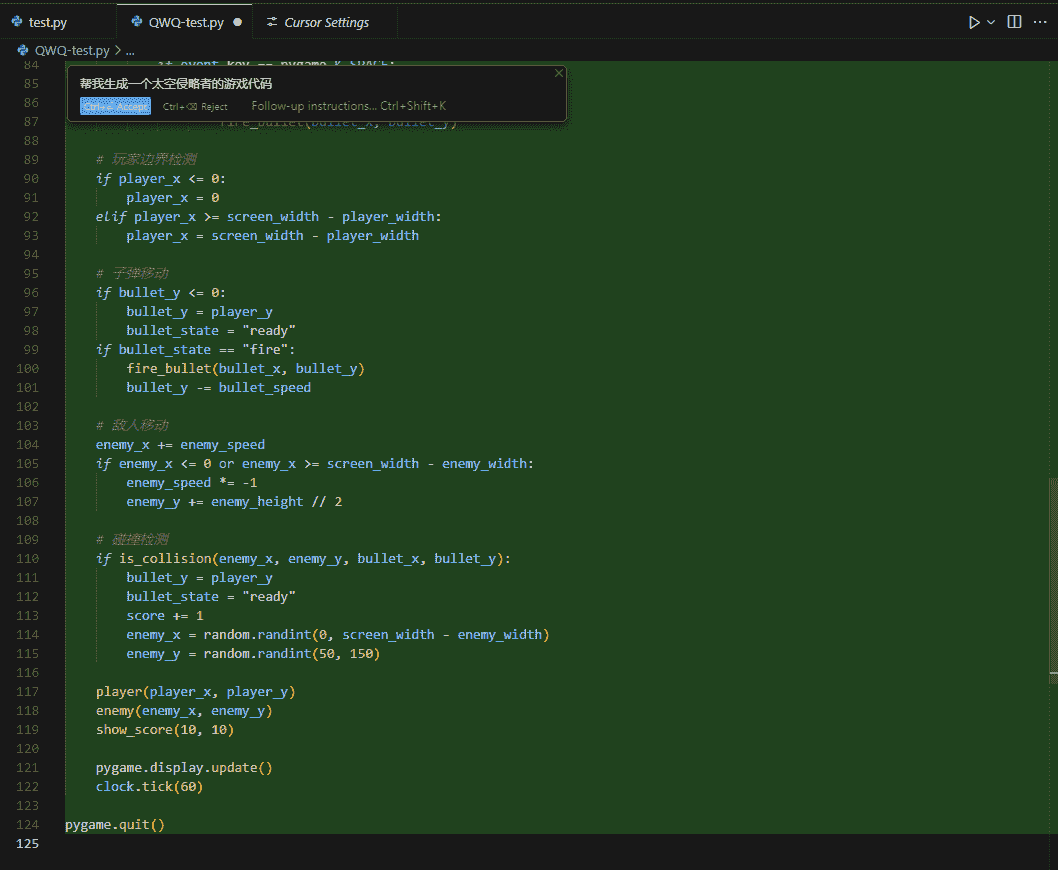 test.py
QWQ-test.py
Cursor Settings
QWQ-test.py > ...
84 if event.key == pygame.K_SPACE:
85
86
87 fire_bullet(bullet_x, bullet_y)
帮我生成一个太空侵略者的游戏代码
Ctrl+⏎ Accept Ctrl+⌫ Reject Follow-up instructions... Ctrl+Shift+K
88
89 # 玩家边界检测
90 if player_x <= 0:
91 player_x = 0
92 elif player_x >= screen_width - player_width:
93 player_x = screen_width - player_width
94
95 # 子弹移动
96 if bullet_y <= 0:
97 bullet_y = player_y
98 bullet_state = "ready"
99 if bullet_state == "fire":
100 fire_bullet(bullet_x, bullet_y)
101 bullet_y -= bullet_speed
102
103 # 敌人移动
104 enemy_x += enemy_speed
105 if enemy_x <= 0 or enemy_x >= screen_width - enemy_width:
106 enemy_speed *= -1
107 enemy_y += enemy_height // 2
108
109 # 碰撞检测
110 if is_collision(enemy_x, enemy_y, bullet_x, bullet_y):
111 bullet_y = player_y
112 bullet_state = "ready"
113 score += 1
114 enemy_x = random.randint(0, screen_width - enemy_width)
115 enemy_y = random.randint(50, 150)
116
117 player(player_x, player_y)
118 enemy(enemy_x, enemy_y)
119 show_score(10, 10)
120
121 pygame.display.update()
122 clock.tick(60)
123
124 pygame.quit()
125